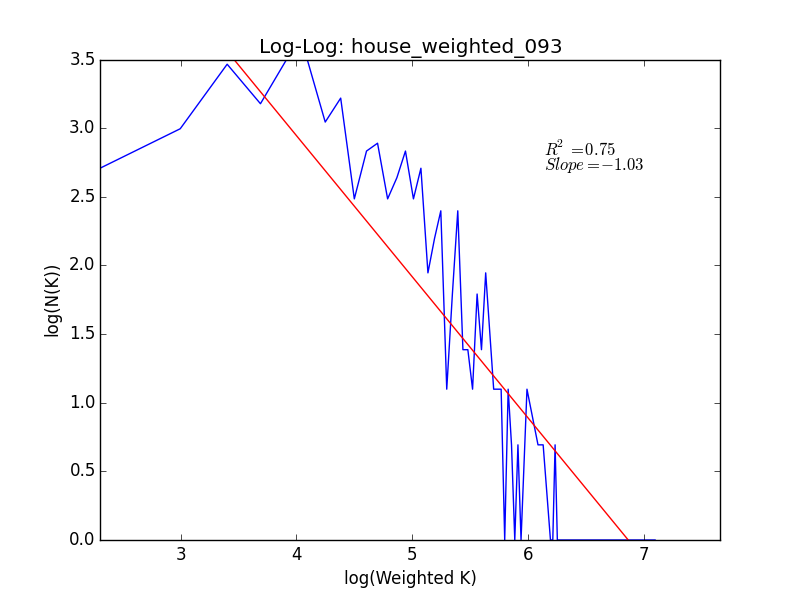 Log-Log: house_weighted_093
3.5
3.0
2.5
2.0
1.5
1.0
0.5
0.0
log(N(K))
R² =0.75
Slope=−1.03
3 4 5 6 7
log(Weighted K)